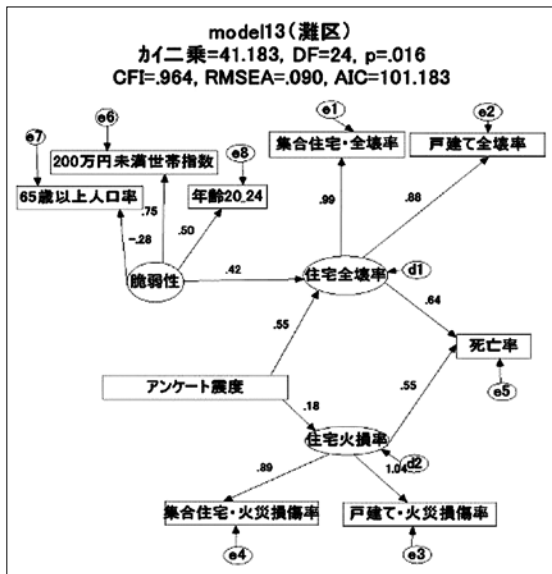 model13(灘区)
カイ二乗=41.183, DF=24, p=.016
CFI=.964, RMSEA=.090, AIC=101.183
e1
e2
e6
集合住宅・全壊率
戸建て全壊率
e7
200万円未満世帯指数
e8
65歳以上人口率
年齢20_24
.75
.99
.88
-.28
.50
脆弱性
.42
住宅全壊率
d1
.64
.55
死亡率
アンケート震度
.55
e5
.18
住宅火損率
d2
.89
1.04
集合住宅・火災損傷率
戸建て・火災損傷率
e4
e3